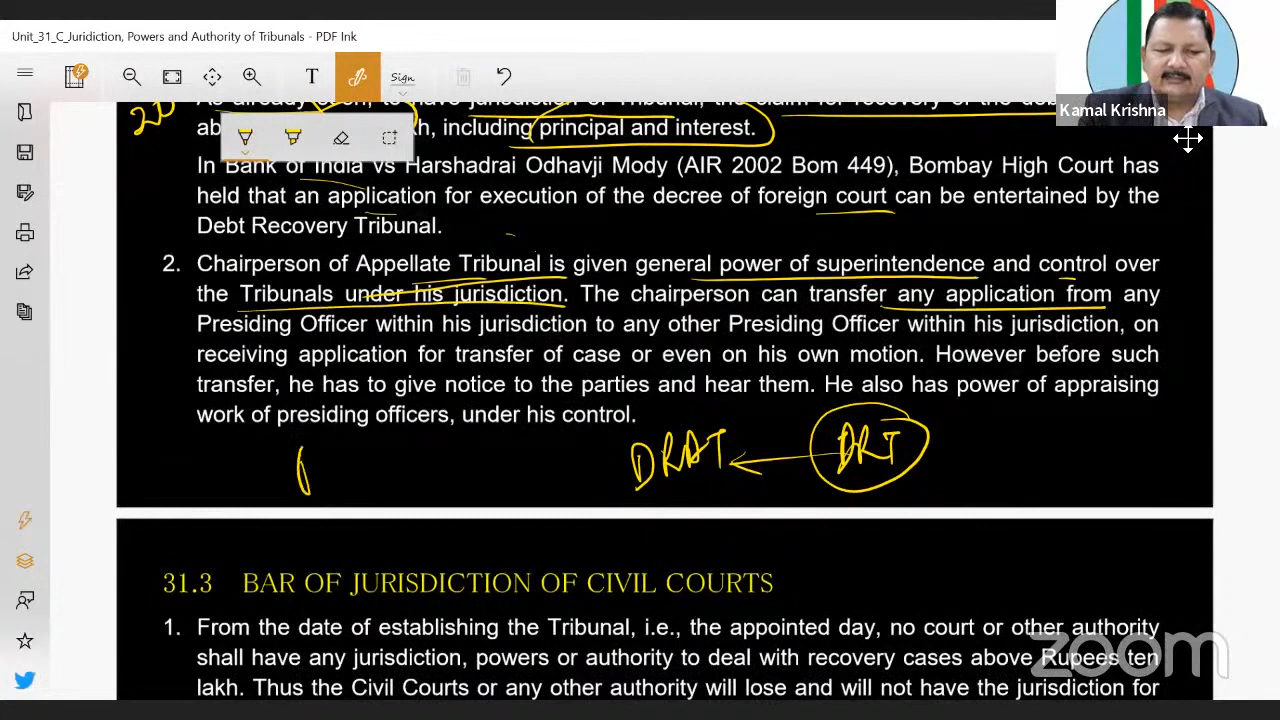 Unit_31_C_Juridiction, Powers and Authority of Tribunals - PDF Ink
T
Sign
Kamal Krishna
20
including principal and interest.
In Bank of India vs Harshadrai Odhavji Mody (AIR 2002 Bom 449), Bombay High Court has
held that an application for execution of the decree of foreign court can be entertained by the
Debt Recovery Tribunal.
2. Chairperson of Appellate Tribunal is given general power of superintendence and control over
the Tribunals under his jurisdiction. The chairperson can transfer any application from any
Presiding Officer within his jurisdiction to any other Presiding Officer within his jurisdiction, on
receiving application for transfer of case or even on his own motion. However before such
transfer, he has to give notice to the parties and hear them. He also has power of appraising
work of presiding officers, under his control.
DRAT DRT
31.3 BAR OF JURISDICTION OF CIVIL COURTS
1. From the date of establishing the Tribunal, i.e., the appointed day, no court or other authority
shall have any jurisdiction, powers or authority to deal with recovery cases above Rupees ten
lakh. Thus the Civil Courts or any other authority will lose and will not have the jurisdiction for
zoom